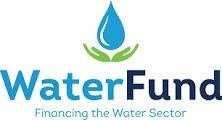 WaterFund
Financing the Water Sector